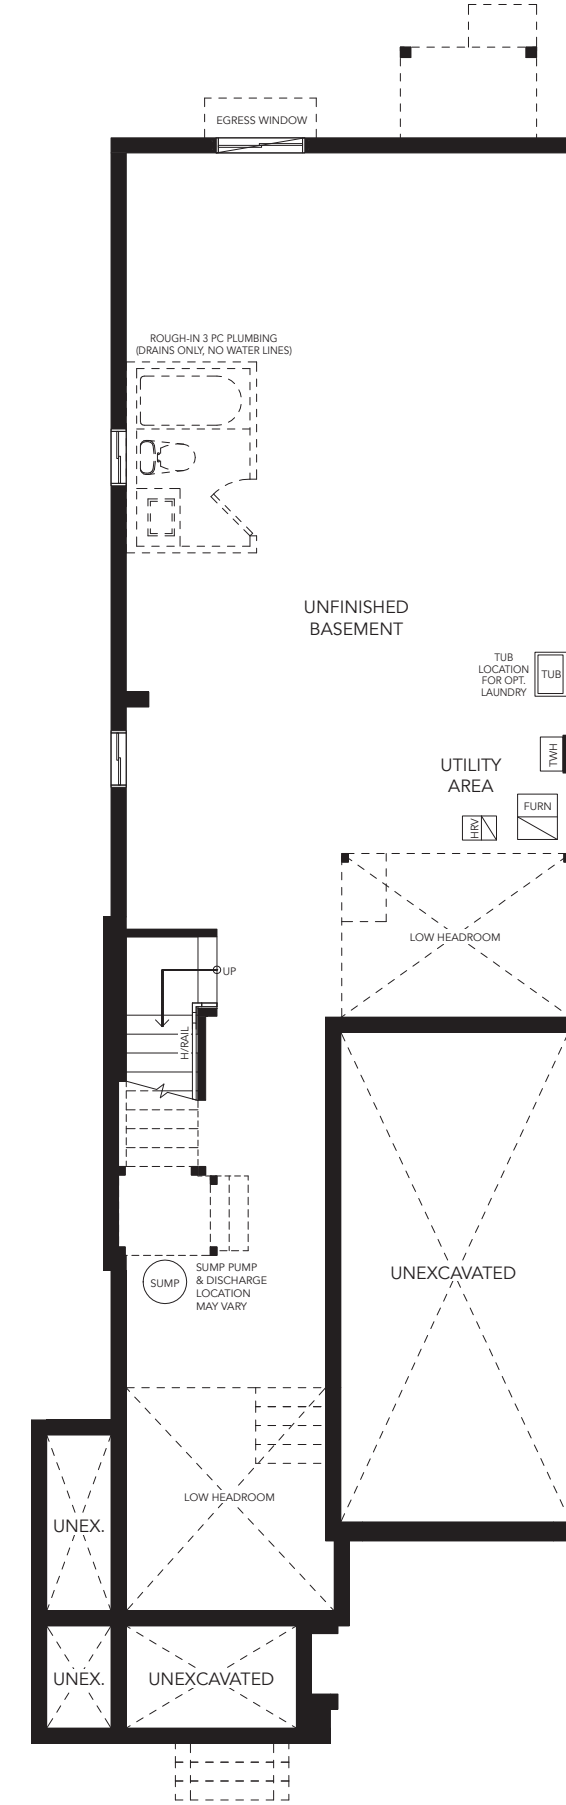 EGRESS WINDOW
ROUGH-IN 3 PC PLUMBING
(DRAINS ONLY, NO WATER LINES)
UNFINISHED
BASEMENT
TUB
LOCATION
FOR OPT.
LAUNDRY
TUB
TWH
UTILITY
AREA
FURN
HRV
LOW HEADROOM
UP
H/RAIL
UNEXCAVATED
SUMP
SUMP PUMP
& DISCHARGE
LOCATION
MAY VARY
LOW HEADROOM
UNEX.
UNEX.
UNEXCAVATED